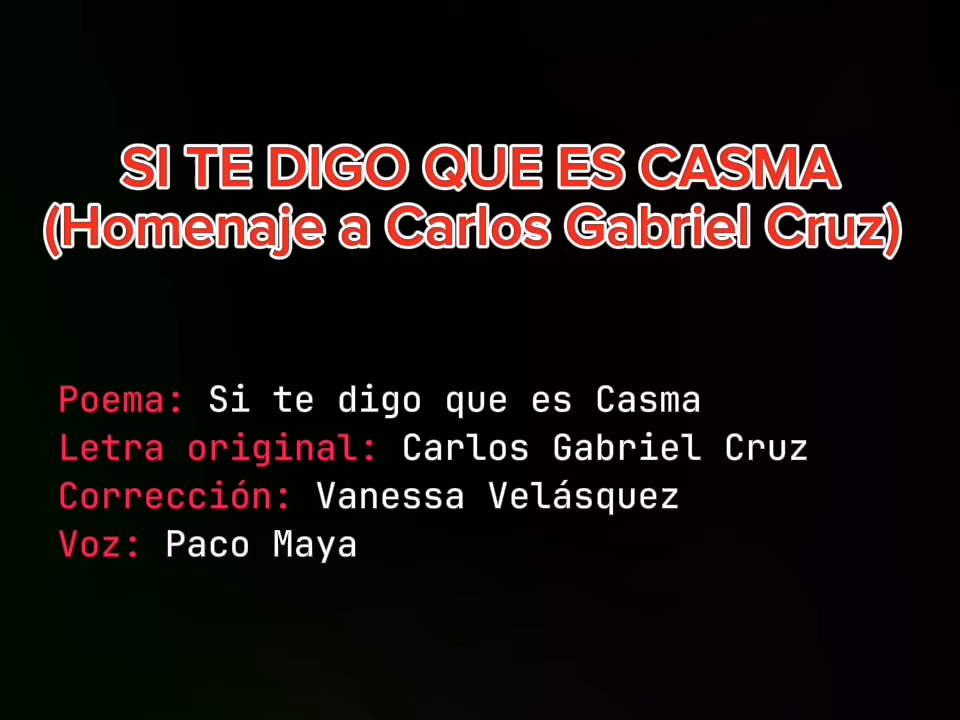 SI TE DIGO QUE ES CASMA
(Homenaje a Carlos Gabriel Cruz)
Poema: Si te digo que es Casma
Letra original: Carlos Gabriel Cruz
Corrección: Vanessa Velásquez
Voz: Paco Maya